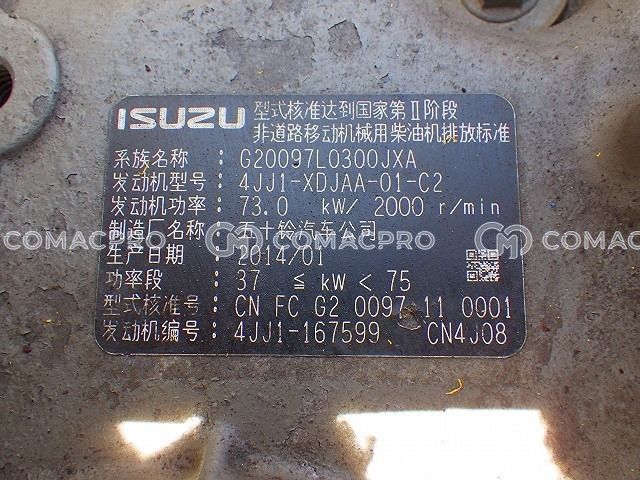 ISUZU 型式核准达到国家第Ⅱ阶段
非道路移动机械用柴油机排放标准
系族名称 : G20097L0300JXA
发动机型号: 4JJ1-XDJAA-01-C2
发动机功率: 73.0 kW/ 2000 r/min
制造厂名称: 五十铃汽车公司
COMACPRO COMACPRO COMACPRO
生产日期 : 2014/01
功率段 : 37 ≦ kW < 75
型式核准号: CN FC G2 0097 11 0001
发动机编号: 4JJ1-167599 CN4J08